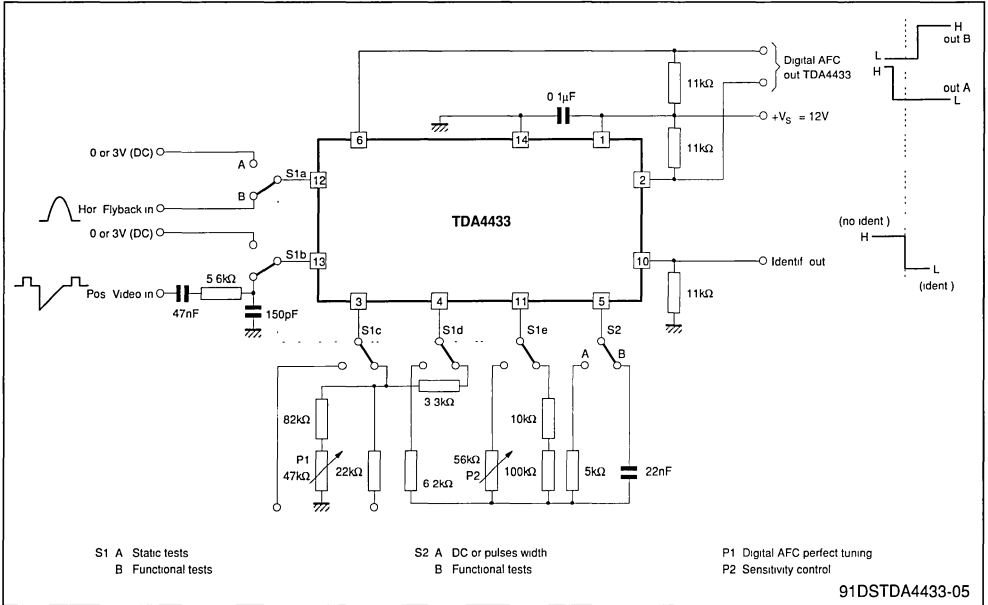 H
out B
L
H
out A
L
Digital AFC
out TDA4433
11kΩ
0 1µF
+VS = 12V
6
14
1
11kΩ
0 or 3V (DC)
A
S1a
12
2
B
Hor Flyback in
TDA4433
0 or 3V (DC)
(no ident)
H
S1b
13
10
Identif out
L
(ident)
5 6kΩ
Pos Video in
47nF
150pF
11kΩ
3
4
11
5
S1c
S1d
S1e
S2
A
B
3 3kΩ
82kΩ
10kΩ
P1
47kΩ
22kΩ
6 2kΩ
56kΩ
P2
100kΩ
5kΩ
22nF
S1 A Static tests
B Functional tests
S2 A DC or pulses width
B Functional tests
P1 Digital AFC perfect tuning
P2 Sensitivity control
91DSTDA4433-05